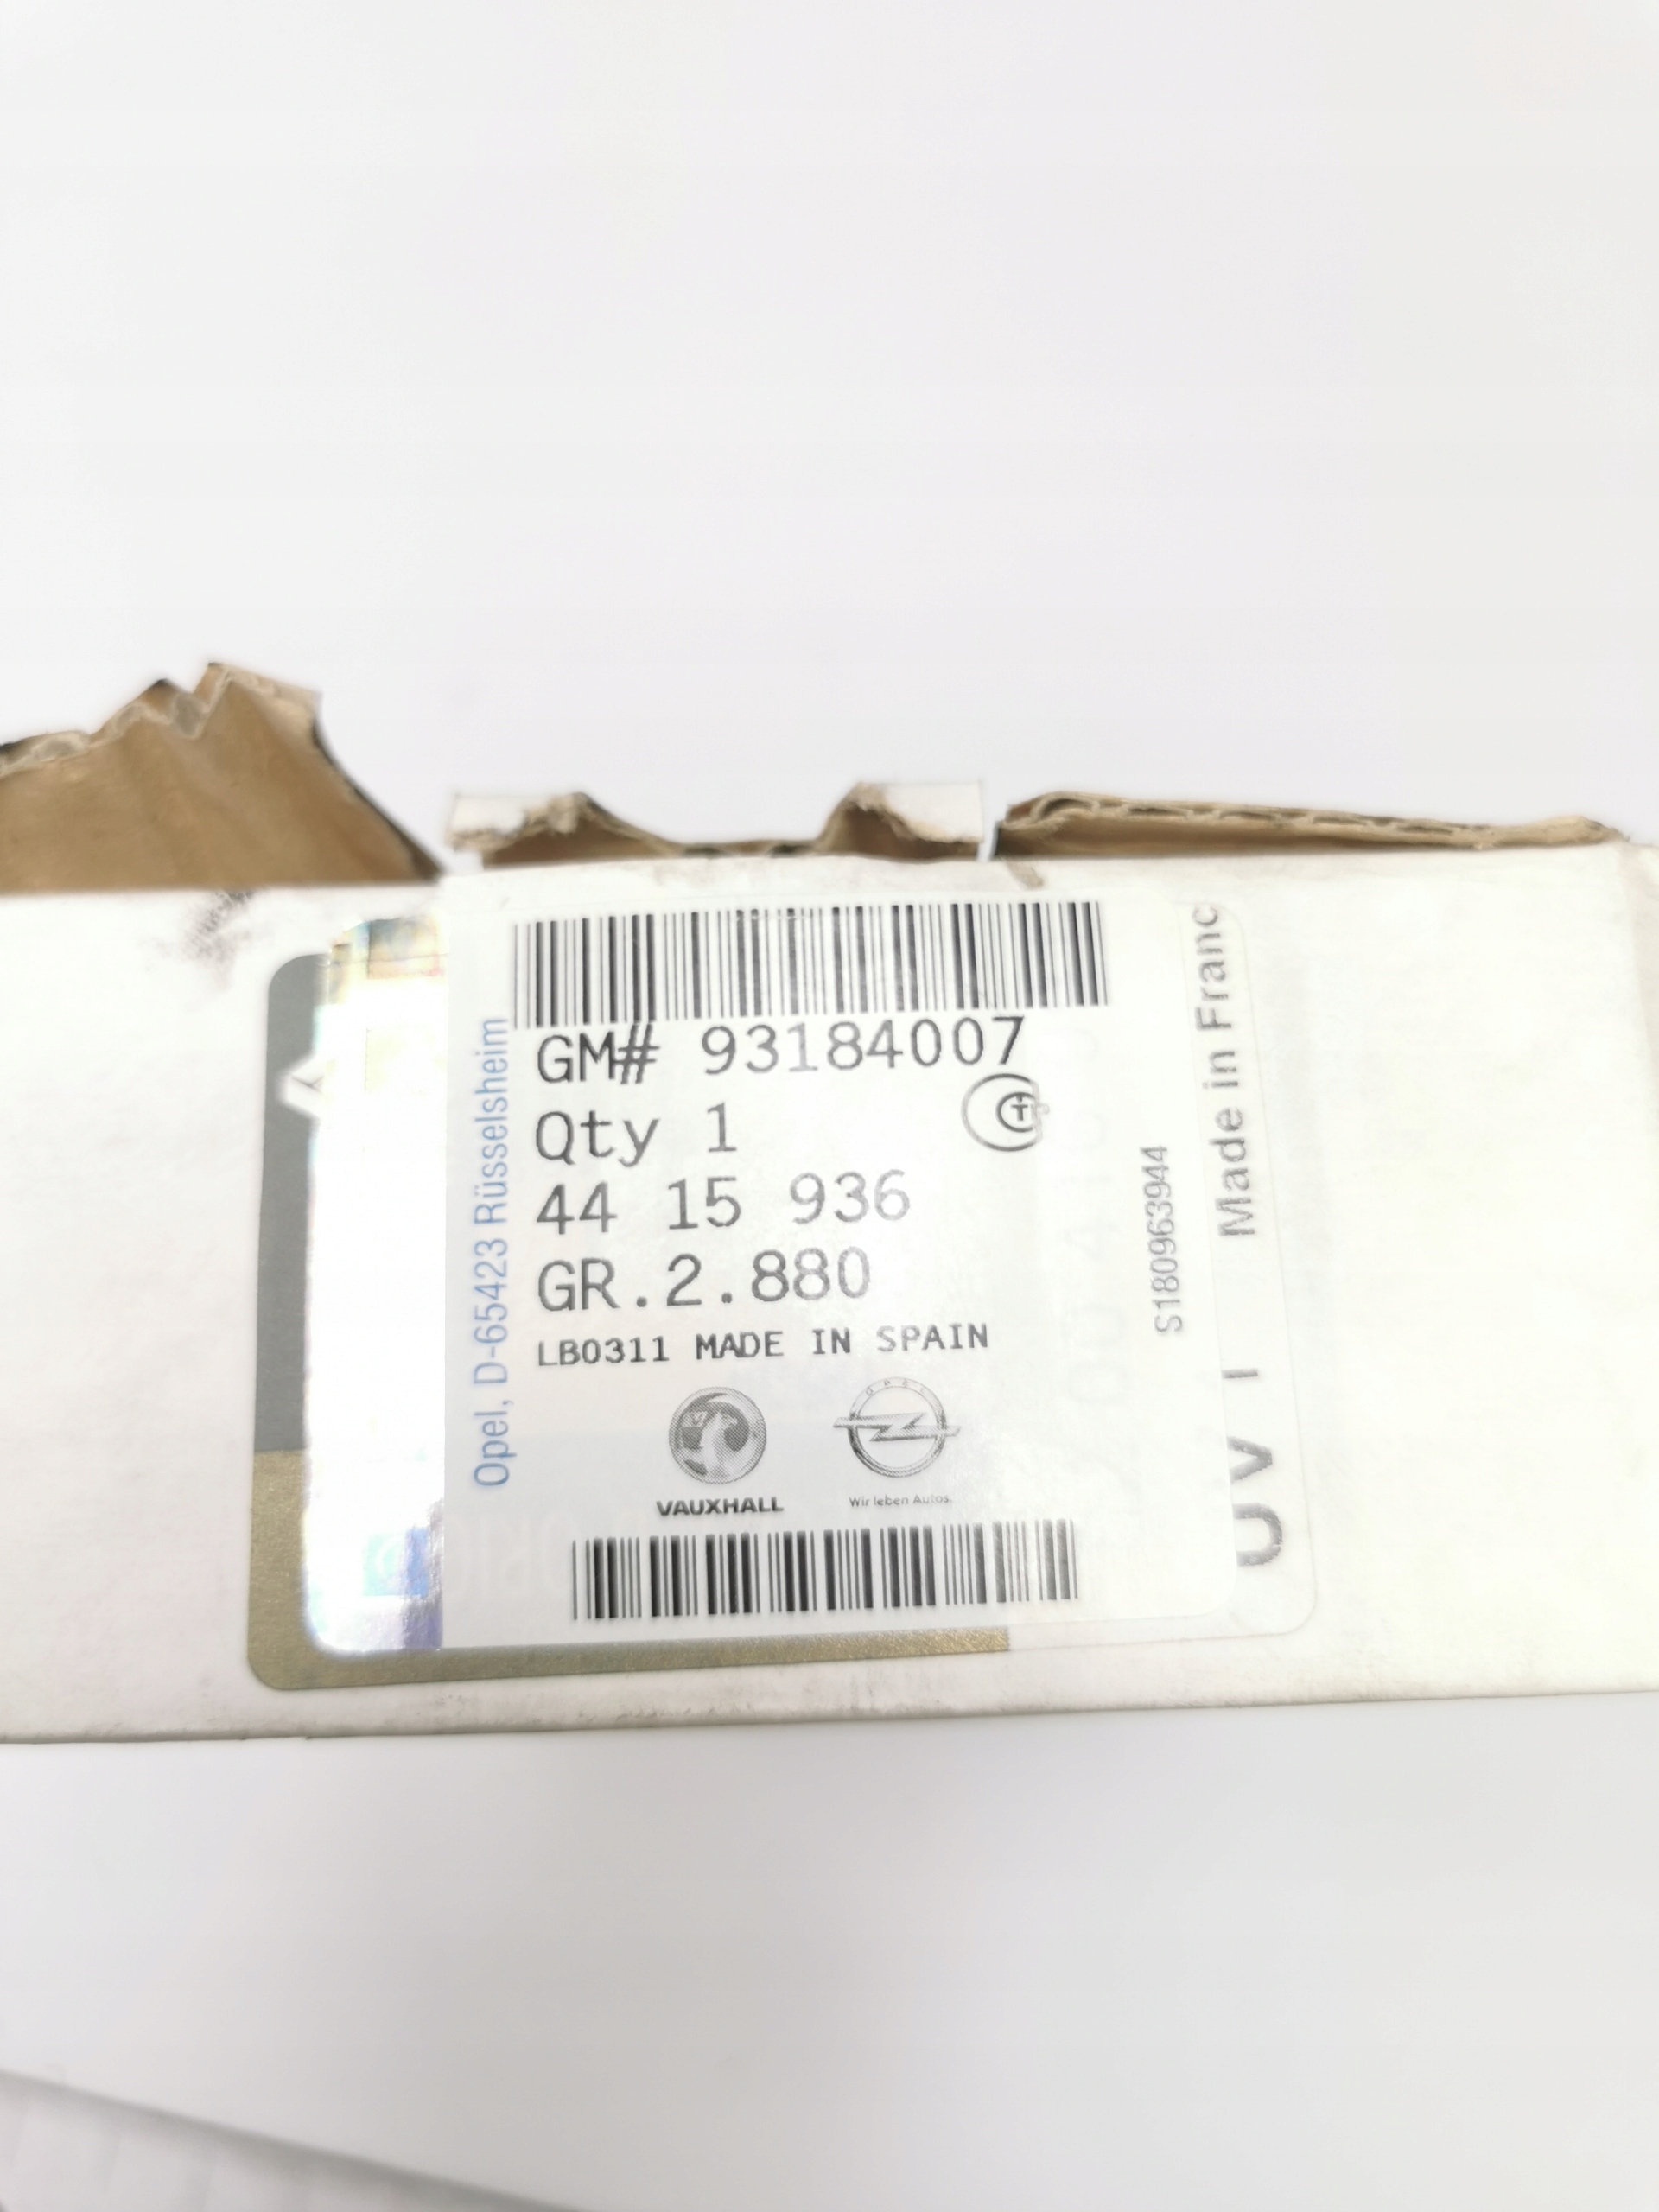 GM# 93184007
Qty 1
44 15 936
GR.2.880
LB0311 MADE IN SPAIN
VAUXHALL
OPEL
Wir leben Autos.
Opel, D-65423 Rüsselsheim
S180963944
Made in Franc